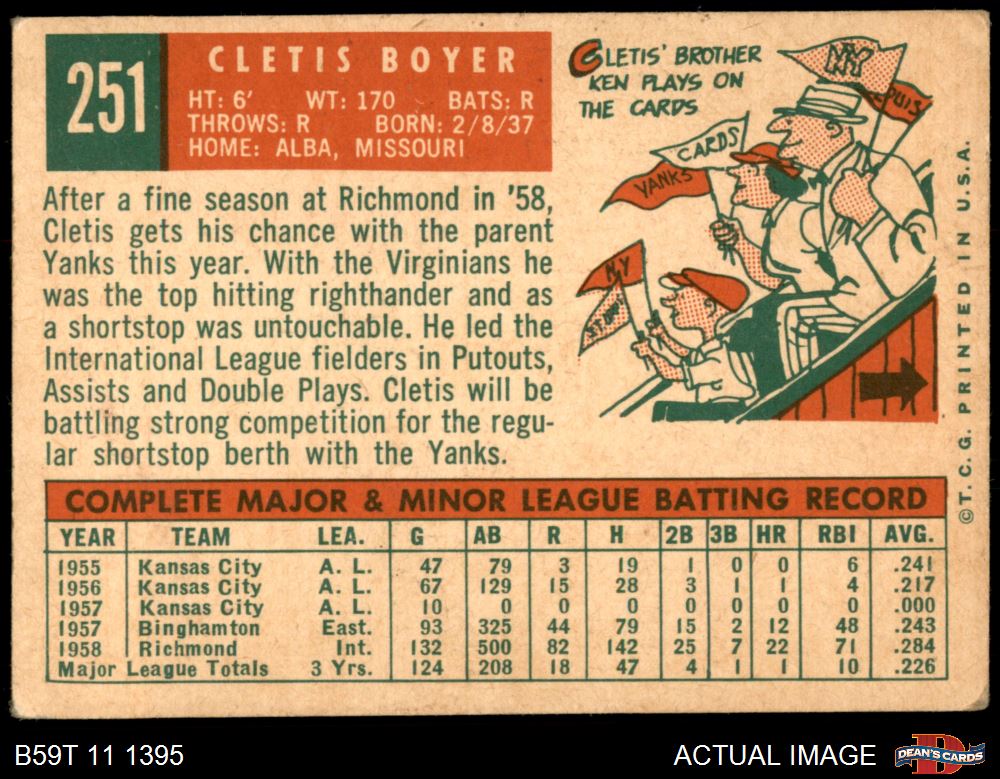 251
CLETIS BOYER
HT: 6' WT: 170 BATS: R
THROWS: R BORN: 2/8/37
HOME: ALBA, MISSOURI
CLETIS' BROTHER
KEN PLAYS ON
THE CARDS
NY
LOUIS
CARDS
YANKS
N.Y
ST. LOUIS
After a fine season at Richmond in '58,
Cletis gets his chance with the parent
Yanks this year. With the Virginians he
was the top hitting righthander and as
a shortstop was untouchable. He led the
International League fielders in Putouts,
Assists and Double Plays. Cletis will be
battling strong competition for the regu-
lar shortstop berth with the Yanks.
©T. C. G. PRINTED IN U.S.A.
COMPLETE MAJOR & MINOR LEAGUE BATTING RECORD
YEAR TEAM LEA. G AB R H 2B 3B HR RBI AVG.
1955 Kansas City A. L. 47 79 3 19 1 0 0 6 .241
1956 Kansas City A. L. 67 129 15 28 3 1 1 4 .217
1957 Kansas City A. L. 10 0 0 0 0 0 0 0 .000
1957 Binghamton East. 93 325 44 79 15 2 12 48 .243
1958 Richmond Int. 132 500 82 142 25 7 22 71 .284
Major League Totals 3 Yrs. 124 208 18 47 4 1 1 10 .226
B59T 11 1395
ACTUAL IMAGE
DEAN'S CARDS